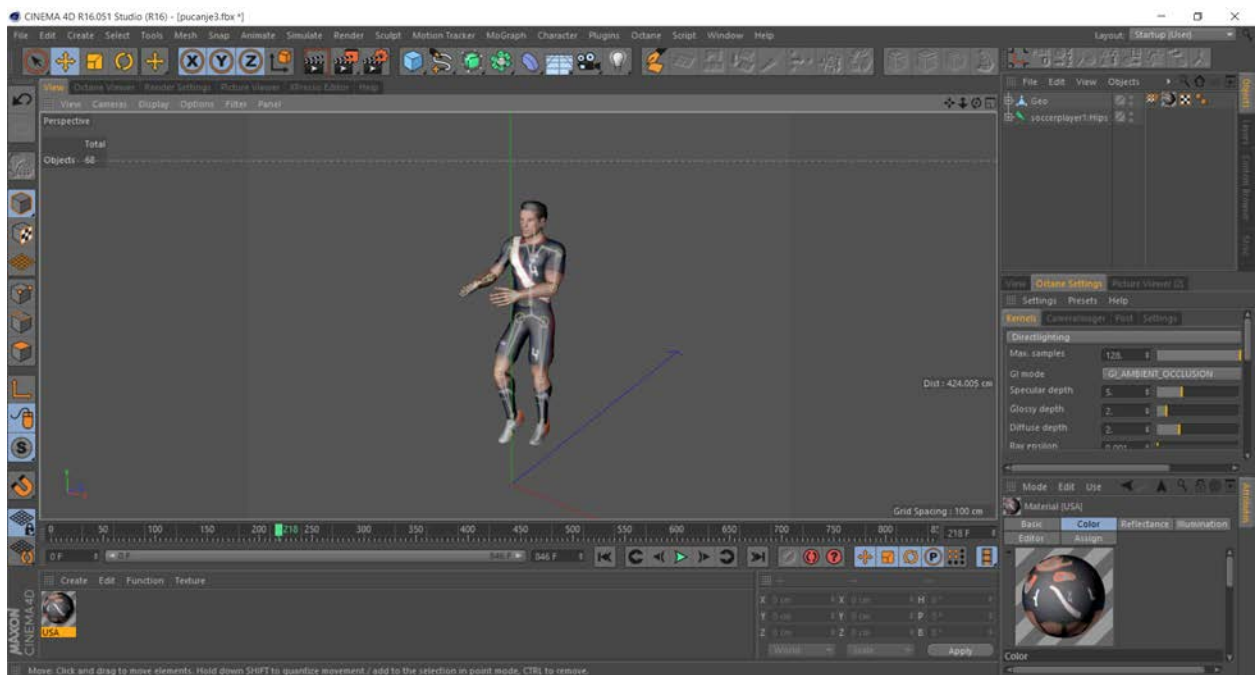 CINEMA 4D R16.051 Studio (R16) - [pucanje3.fbx *]
File Edit Create Select Tools Mesh Snap Animate Simulate Render Sculpt Motion Tracker MoGraph Character Plugins Octane Script Window Help
Layout: Startup (User)
View Octane Viewer Render Settings Picture Viewer XPresso Editor Help
View Cameras Display Options Filter Panel
Perspective
Total
Objects 68
Dist : 424.005 cm
Grid Spacing : 100 cm
File Edit View Objects
Geo
soccerplayer1:Hips
Objects
View Octane Settings Picture Viewer
Settings Presets Help
Kernels Post Settings
Directlighting
Max. samples 128.
GI mode GI_AMBIENT_OCCLUSION
Specular depth 5.
Glossy depth 2.
Diffuse depth 2.
Ray epsilon 0.001
Mode Edit Use
Attributes
Material [USA]
Basic Color Reflectance Illumination
Editor Assign
Color
0 50 100 150 200 218 250 300 350 400 450 500 550 600 650 700 750 800 218 F
0 F 0 F 846 F 846 F
Create Edit Function Texture
USA
MAXON
CINEMA 4D
X 0 cm X 0 cm H 0°
Y 0 cm Y 0 cm P 0°
Z 0 cm Z 0 cm B 0°
World Scale Apply
Move: Click and drag to move elements. Hold down SHIFT to quantize movement / add to the selection in point mode, CTRL to remove.